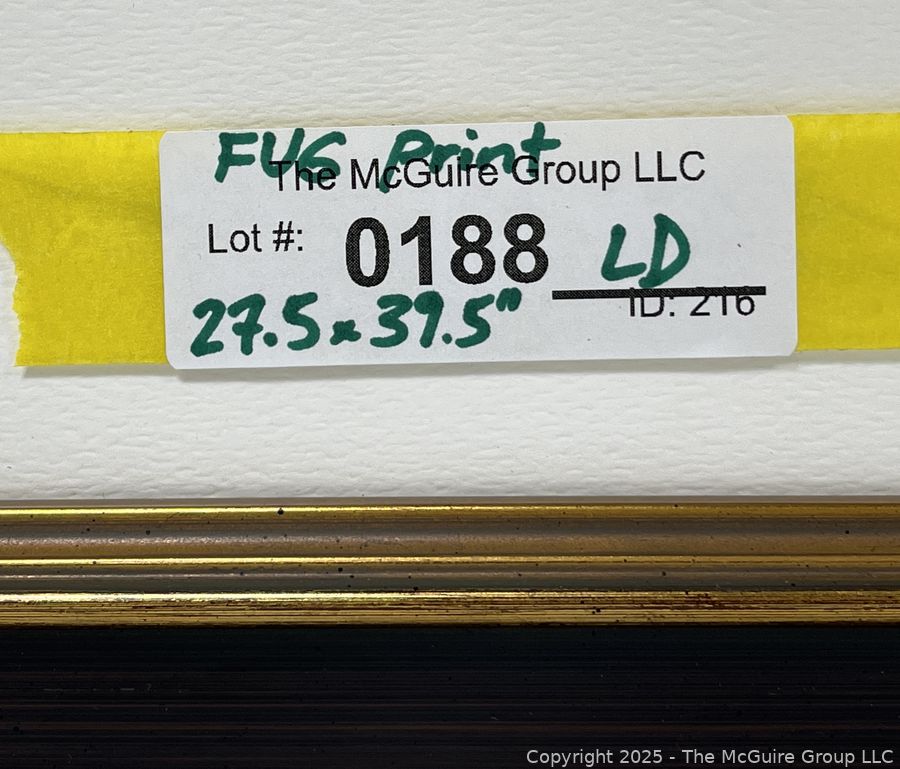 FUG Print
The McGuire Group LLC
Lot #: 0188 LD
ID: 216
27.5 x 39.5"
Copyright 2025 - The McGuire Group LLC